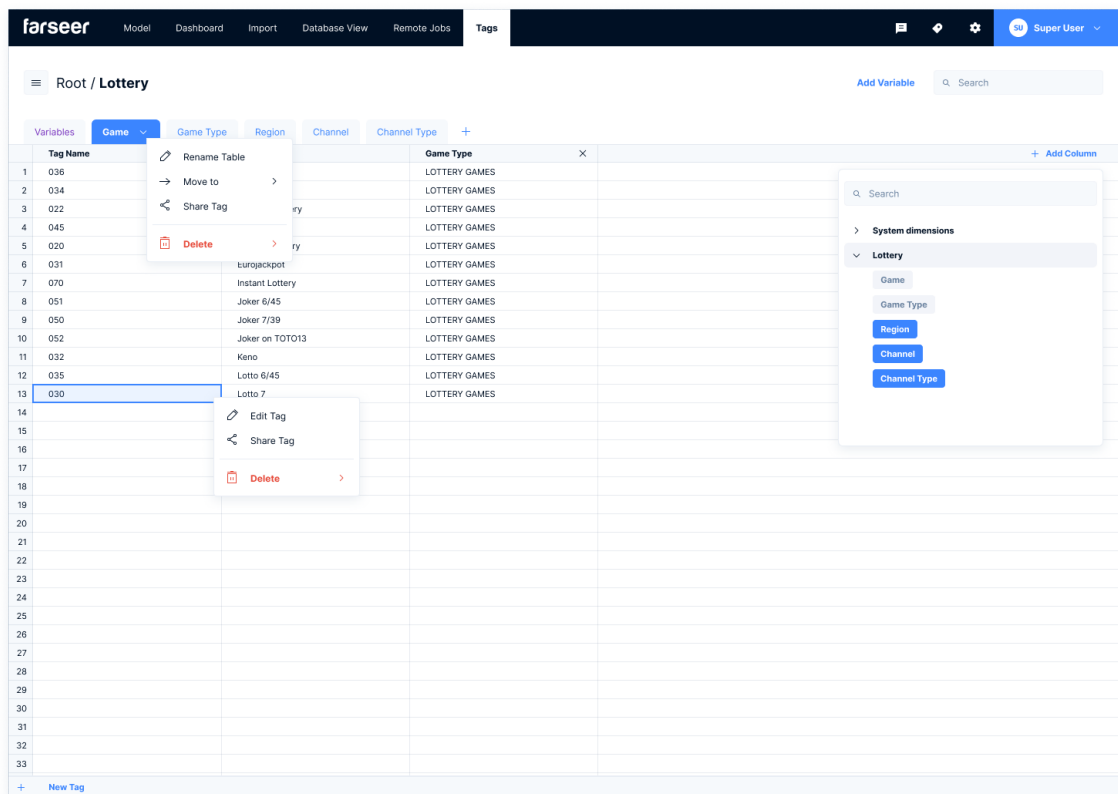 farseer Model Dashboard Import Database View Remote Jobs Tags SU Super User
Root / Lottery Add Variable Search
Variables Game Game Type Region Channel Channel Type +
Tag Name Game Type + Add Column
Rename Table
Move to
Share Tag
Delete
1 036 LOTTERY GAMES
2 034 LOTTERY GAMES
3 022 ery LOTTERY GAMES
4 045 LOTTERY GAMES
5 020 ry LOTTERY GAMES
6 031 Eurojackpot LOTTERY GAMES
7 070 Instant Lottery LOTTERY GAMES
8 051 Joker 6/45 LOTTERY GAMES
9 050 Joker 7/39 LOTTERY GAMES
10 052 Joker on TOTO13 LOTTERY GAMES
11 032 Keno LOTTERY GAMES
12 035 Lotto 6/45 LOTTERY GAMES
13 030 Lotto 7 LOTTERY GAMES
Search
System dimensions
Lottery
Game
Game Type
Region
Channel
Channel Type
Edit Tag
Share Tag
Delete
14
15
16
17
18
19
20
21
22
23
24
25
26
27
28
29
30
31
32
33
+ New Tag